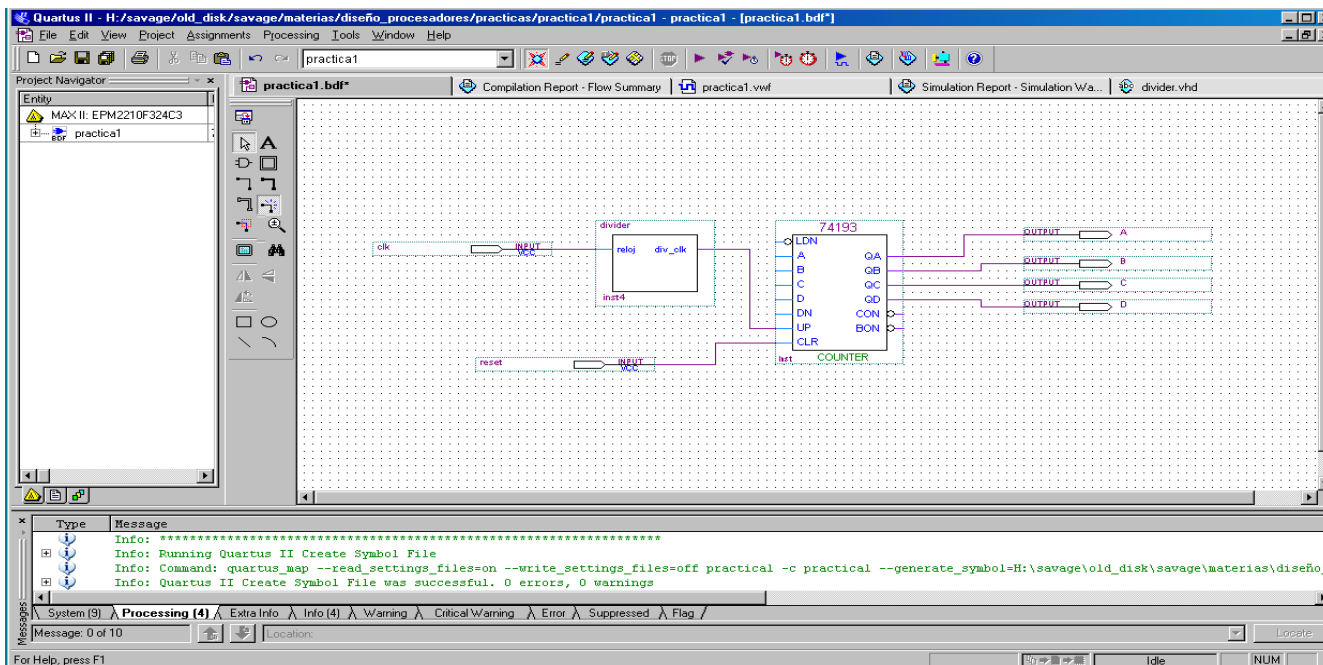 Quartus II - H:/savage/old_disk/savage/materias/diseño_procesadores/practicas/practica1/practica1 - practica1 - [practica1.bdf*]
File Edit View Project Assignments Processing Tools Window Help
practica1
Project Navigator
Entity
MAX II: EPM2210F324C3
practica1
practica1.bdf*
Compilation Report - Flow Summary
practica1.vwf
Simulation Report - Simulation Wa...
divider.vhd
clk
INPUT
VCC
divider
reloj div_clk
inst4
reset
INPUT
VCC
74193
LDN
A QA
B QB
C QC
D QD
DN CON
UP BON
CLR
inst COUNTER
OUTPUT A
OUTPUT B
OUTPUT C
OUTPUT D
Type Message
Info: *******************************************************************
Info: Running Quartus II Create Symbol File
Info: Command: quartus_map --read_settings_files=on --write_settings_files=off practica1 -c practica1 --generate_symbol=H:\savage\old_disk\savage\materias\diseño_
Info: Quartus II Create Symbol File was successful. 0 errors, 0 warnings
System (9) Processing (4) Extra Info Info (4) Warning Critical Warning Error Suppressed Flag
Messages
Message: 0 of 10
Location:
Locate
For Help, press F1
Idle
NUM